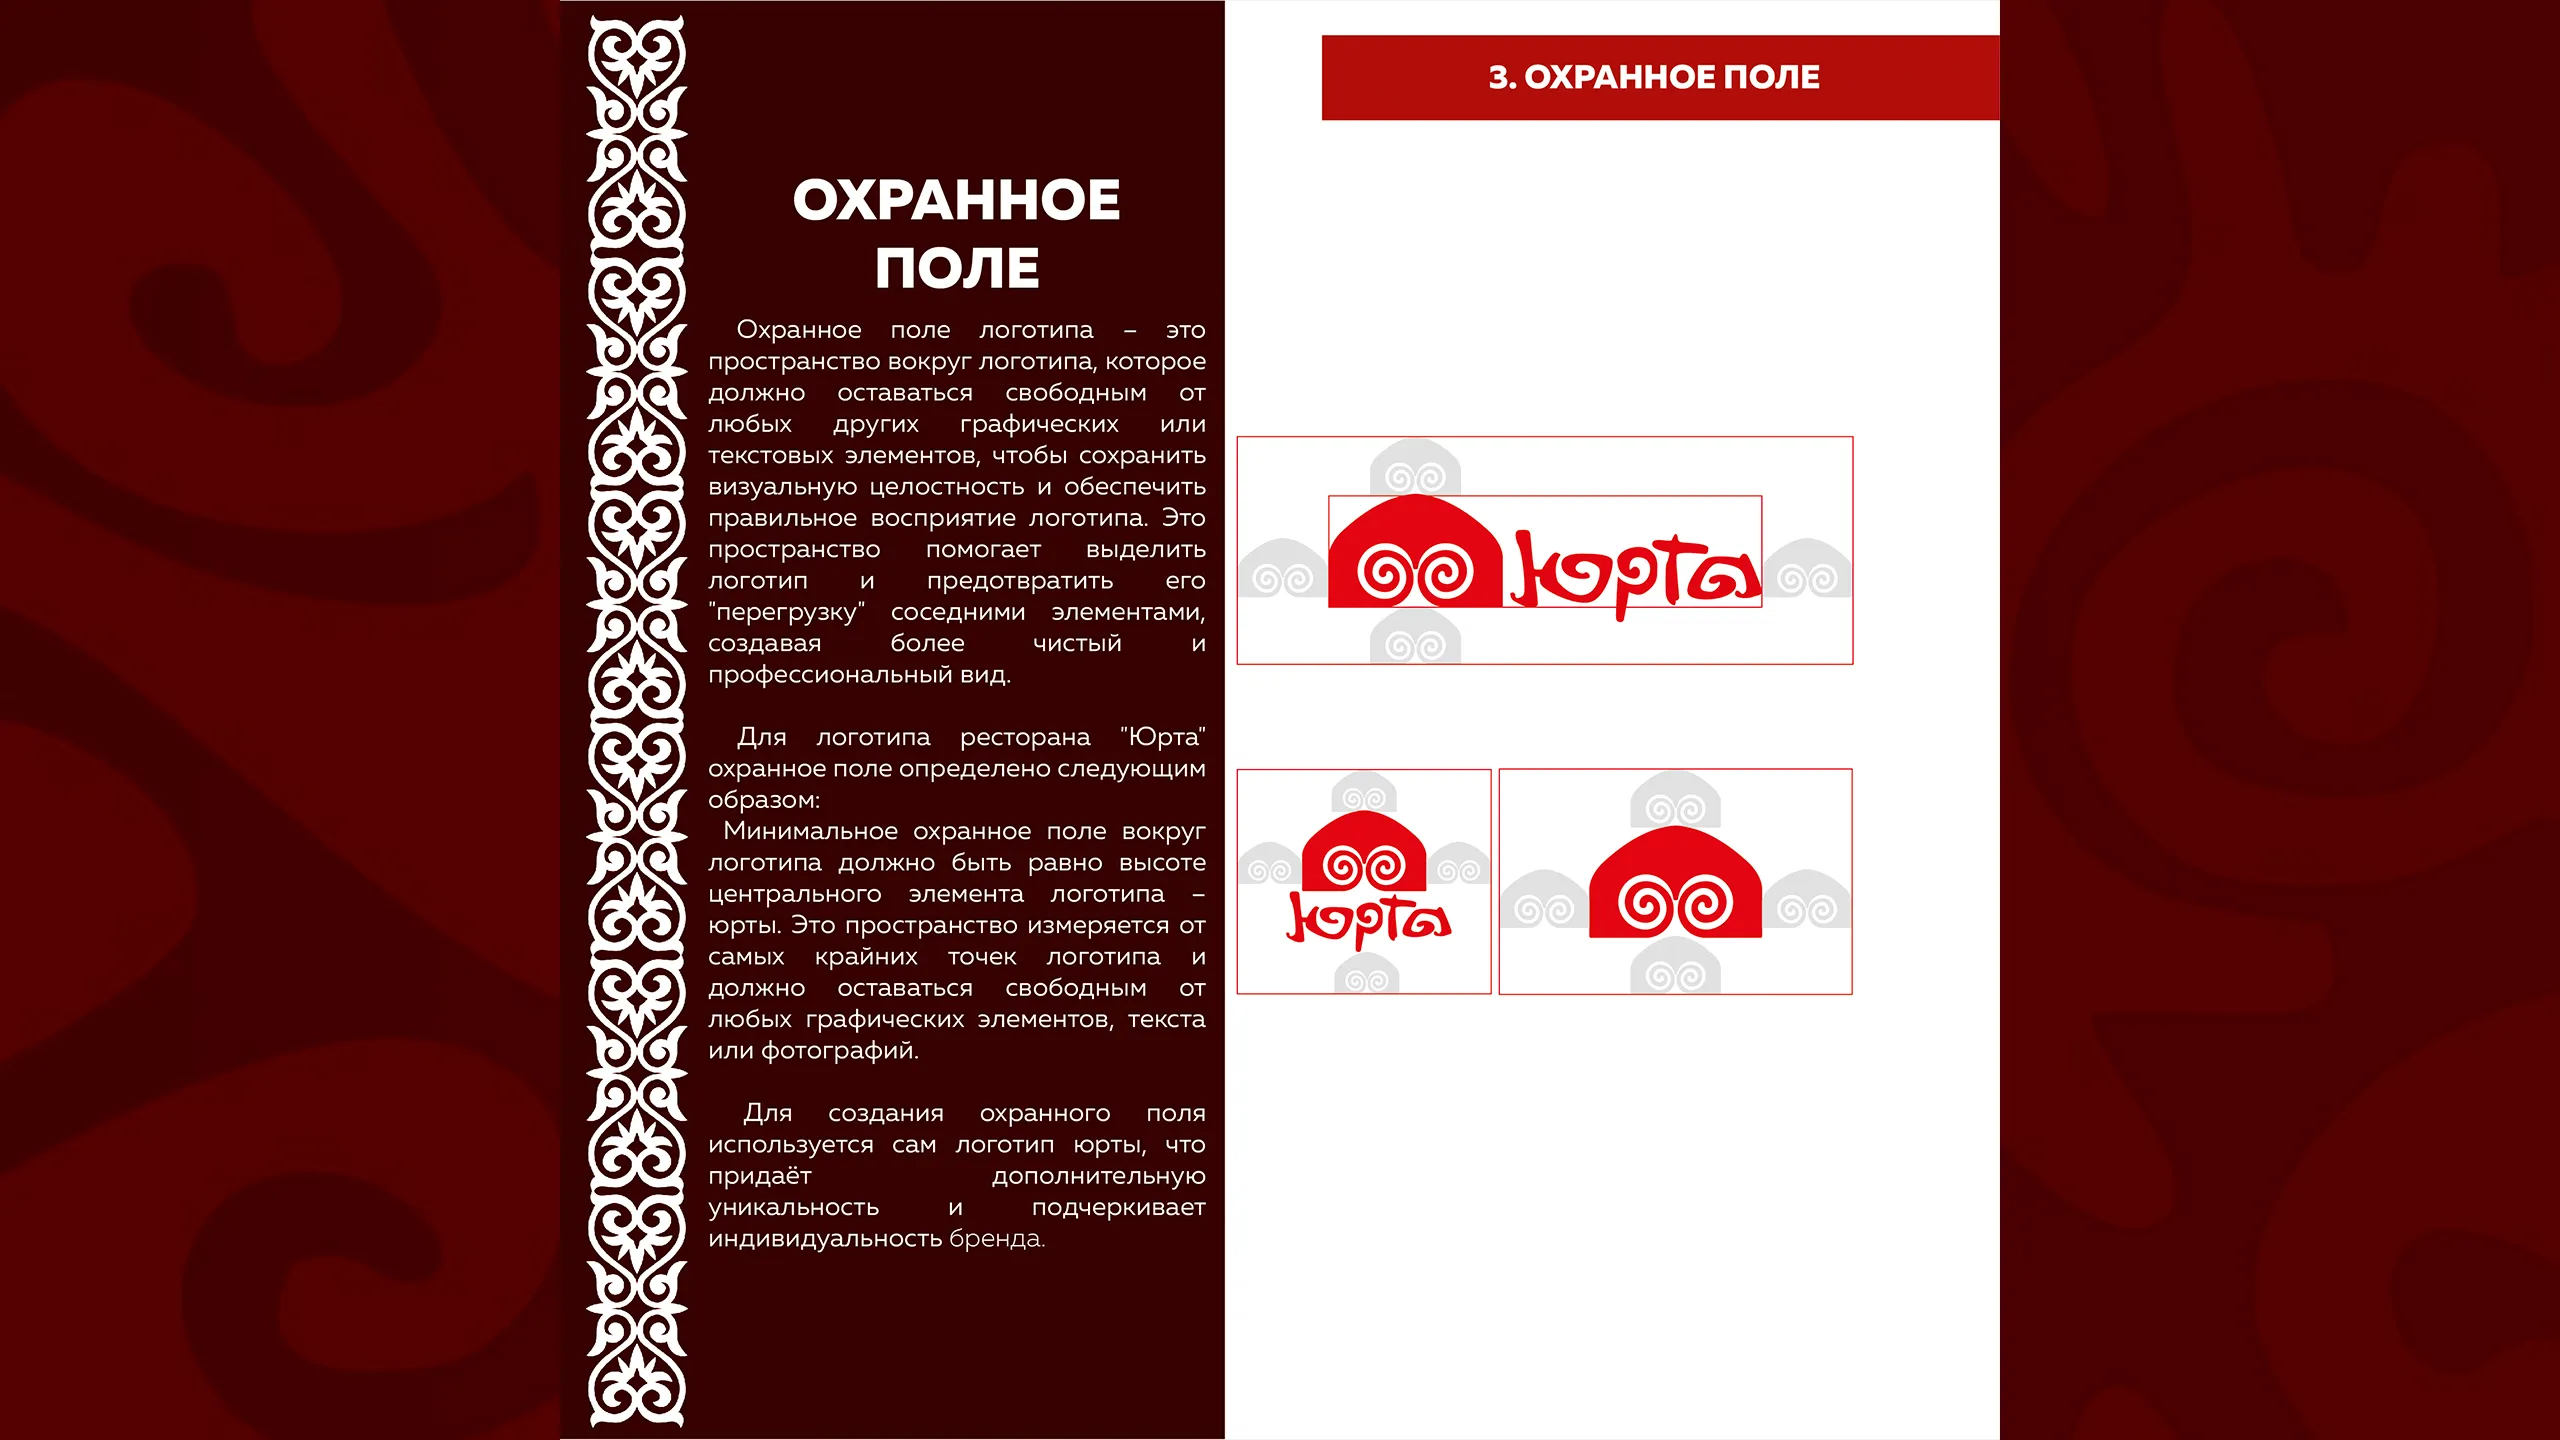 ОХРАННОЕ
ПОЛЕ
Охранное поле логотипа – это
пространство вокруг логотипа, которое
должно оставаться свободным от
любых других графических или
текстовых элементов, чтобы сохранить
визуальную целостность и обеспечить
правильное восприятие логотипа. Это
пространство помогает выделить
логотип и предотвратить его
"перегрузку" соседними элементами,
создавая более чистый и
профессиональный вид.
Для логотипа ресторана "Юрта"
охранное поле определено следующим
образом:
Минимальное охранное поле вокруг
логотипа должно быть равно высоте
центрального элемента логотипа –
юрты. Это пространство измеряется от
самых крайних точек логотипа и
должно оставаться свободным от
любых графических элементов, текста
или фотографий.
Для создания охранного поля
используется сам логотип юрты, что
придаёт дополнительную
уникальность и подчеркивает
индивидуальность бренда.
3. ОХРАННОЕ ПОЛЕ
Юрта
Юрта